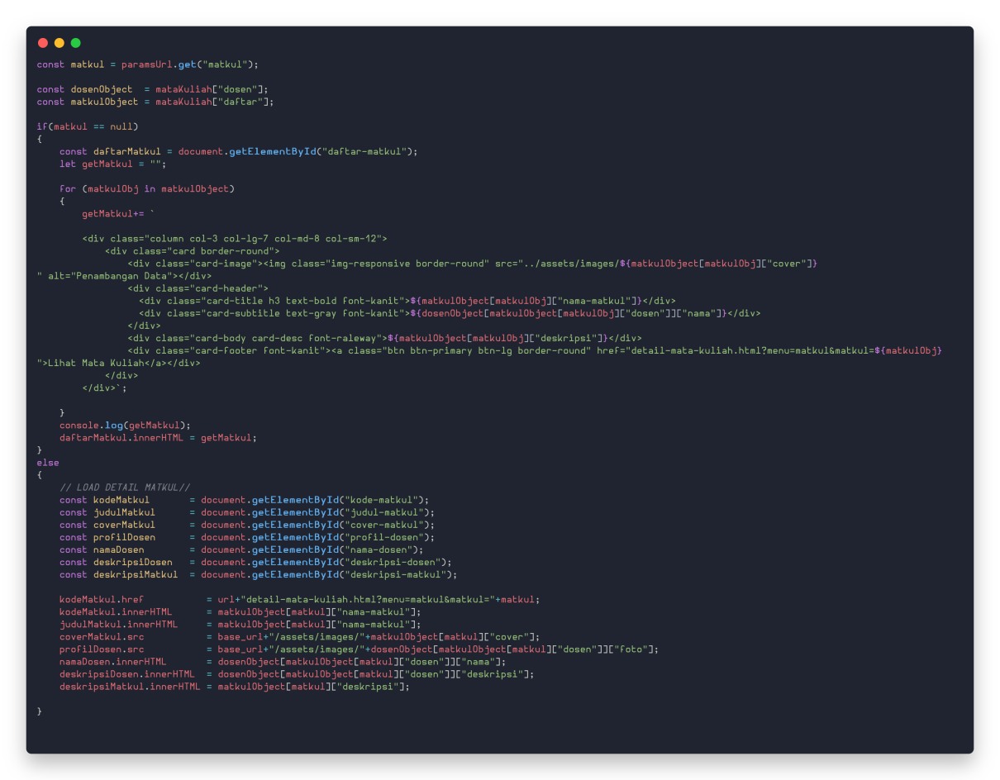 const matkul = paramsUrl.get("matkul");

const dosenObject  = mataKuliah["dosen"];
const matkulObject = mataKuliah["daftar"];

if(matkul == null)
{
    const daftarMatkul = document.getElementById("daftar-matkul");
    let getMatkul = "";

    for (matkulObj in matkulObject)
    {
        getMatkul+= `

        <div class="column col-3 col-lg-7 col-md-8 col-sm-12">
            <div class="card border-round">
                <div class="card-image"><img class="img-responsive border-round" src="../assets/images/${matkulObject[matkulObj]["cover"]}
" alt="Penambangan Data"></div>
                <div class="card-header">
                  <div class="card-title h3 text-bold font-kanit">${matkulObject[matkulObj]["nama-matkul"]}</div>
                  <div class="card-subtitle text-gray font-kanit">${dosenObject[matkulObject[matkulObj]["dosen"]]["nama"]}</div>
                </div>
                <div class="card-body card-desc font-raleway">${matkulObject[matkulObj]["deskripsi"]}</div>
                <div class="card-footer font-kanit"><a class="btn btn-primary btn-lg border-round" href="detail-mata-kuliah.html?menu=matkul&matkul=${matkulObj}
">Lihat Mata Kuliah</a></div>
            </div>
        </div>`;

    }
    console.log(getMatkul);
    daftarMatkul.innerHTML = getMatkul;
}
else
{
    // LOAD DETAIL MATKUL//
    const kodeMatkul       = document.getElementById("kode-matkul");
    const judulMatkul      = document.getElementById("judul-matkul");
    const coverMatkul      = document.getElementById("cover-matkul");
    const profilDosen      = document.getElementById("profil-dosen");
    const namaDosen        = document.getElementById("nama-dosen");
    const deskripsiDosen   = document.getElementById("deskripsi-dosen");
    const deskripsiMatkul  = document.getElementById("deskripsi-matkul");

    kodeMatkul.href           = url+"detail-mata-kuliah.html?menu=matkul&matkul="+matkul;
    kodeMatkul.innerHTML      = matkulObject[matkul]["nama-matkul"];
    judulMatkul.innerHTML     = matkulObject[matkul]["nama-matkul"];
    coverMatkul.src           = base_url+"/assets/images/"+matkulObject[matkul]["cover"];
    profilDosen.src           = base_url+"/assets/images/"+dosenObject[matkulObject[matkul]["dosen"]]["foto"];
    namaDosen.innerHTML       = dosenObject[matkulObject[matkul]["dosen"]]["nama"];
    deskripsiDosen.innerHTML  = dosenObject[matkulObject[matkul]["dosen"]]["deskripsi"];
    deskripsiMatkul.innerHTML = matkulObject[matkul]["deskripsi"];

}